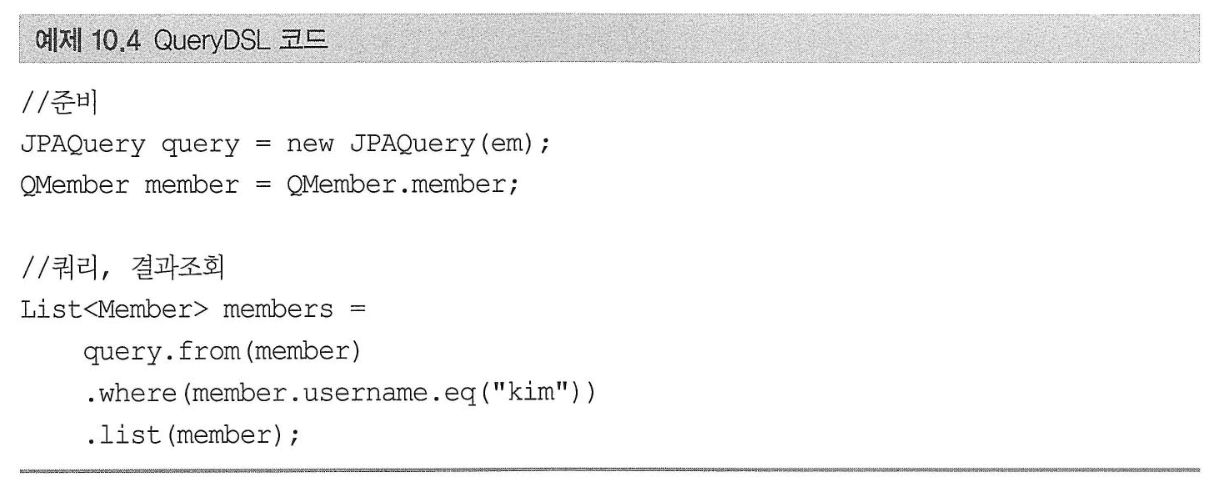 예제 10.4 QueryDSL 코드
//준비
JPAQuery query = new JPAQuery(em);
QMember member = QMember.member;
//쿼리, 결과조회
List<Member> members =
query.from(member)
.where(member.username.eq("kim"))
.list(member);